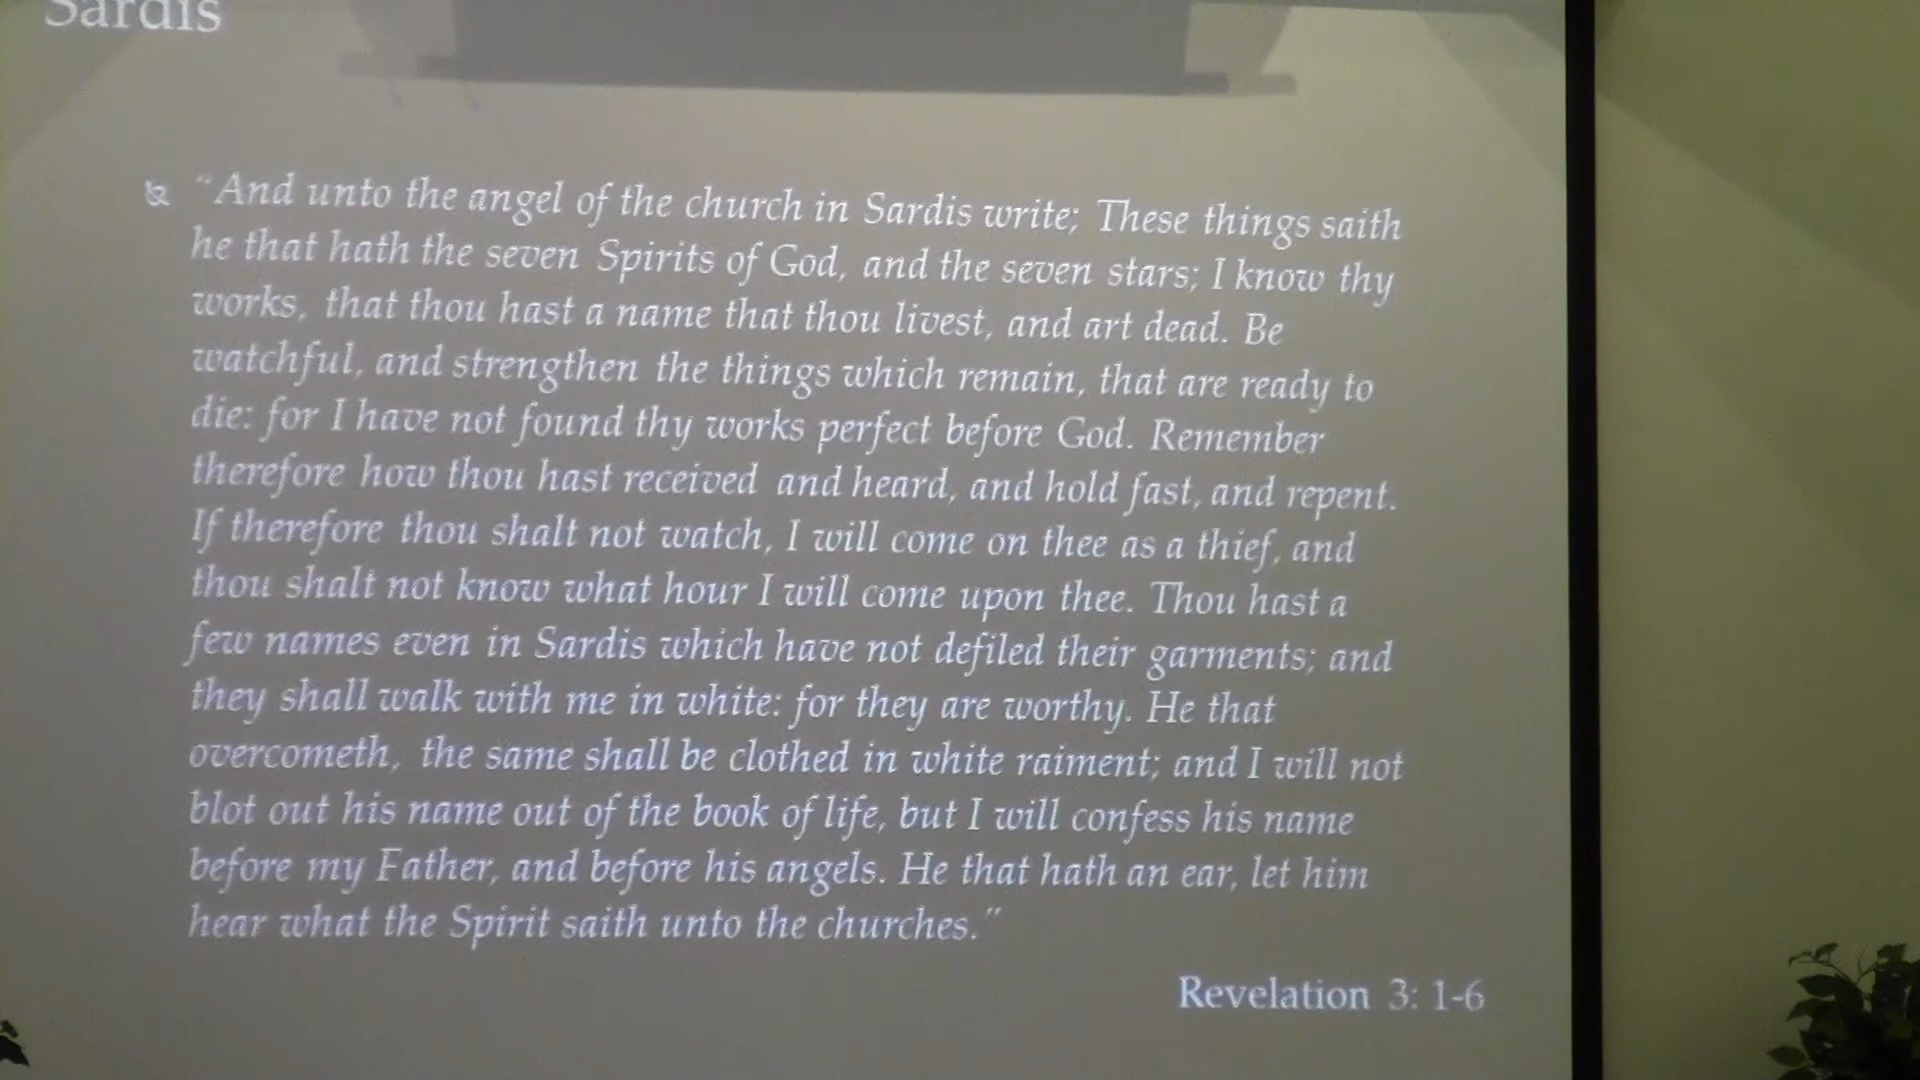 Sardis
“And unto the angel of the church in Sardis write; These things saith
he that hath the seven Spirits of God, and the seven stars; I know thy
works, that thou hast a name that thou livest, and art dead. Be
watchful, and strengthen the things which remain, that are ready to
die: for I have not found thy works perfect before God. Remember
therefore how thou hast received and heard, and hold fast, and repent.
If therefore thou shalt not watch, I will come on thee as a thief, and
thou shalt not know what hour I will come upon thee. Thou hast a
few names even in Sardis which have not defiled their garments; and
they shall walk with me in white: for they are worthy. He that
overcometh, the same shall be clothed in white raiment; and I will not
blot out his name out of the book of life, but I will confess his name
before my Father, and before his angels. He that hath an ear, let him
hear what the Spirit saith unto the churches.”
Revelation 3: 1-6